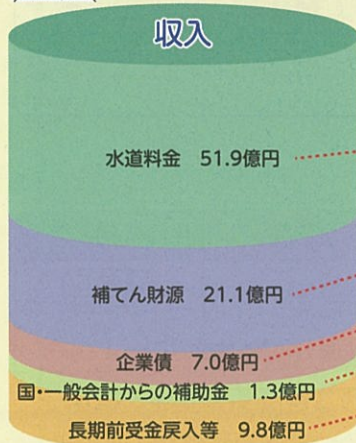 収入
水道料金 51.9億円
補てん財源 21.1億円
企業債 7.0億円
国・一般会計からの補助金 1.3億円
長期前受金戻入等 9.8億円